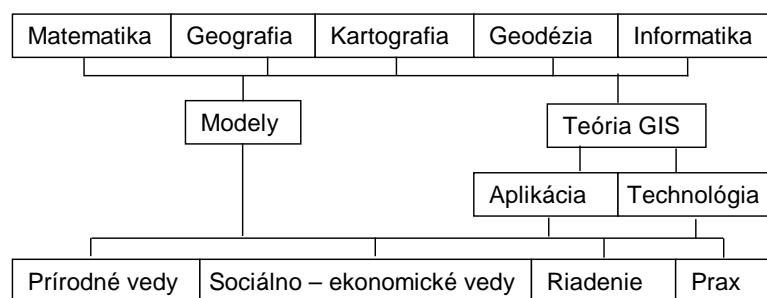 Matematika Geografia Kartografia Geodézia Informatika
Modely Teória GIS
Aplikácia Technológia
Prírodné vedy Sociálno – ekonomické vedy Riadenie Prax